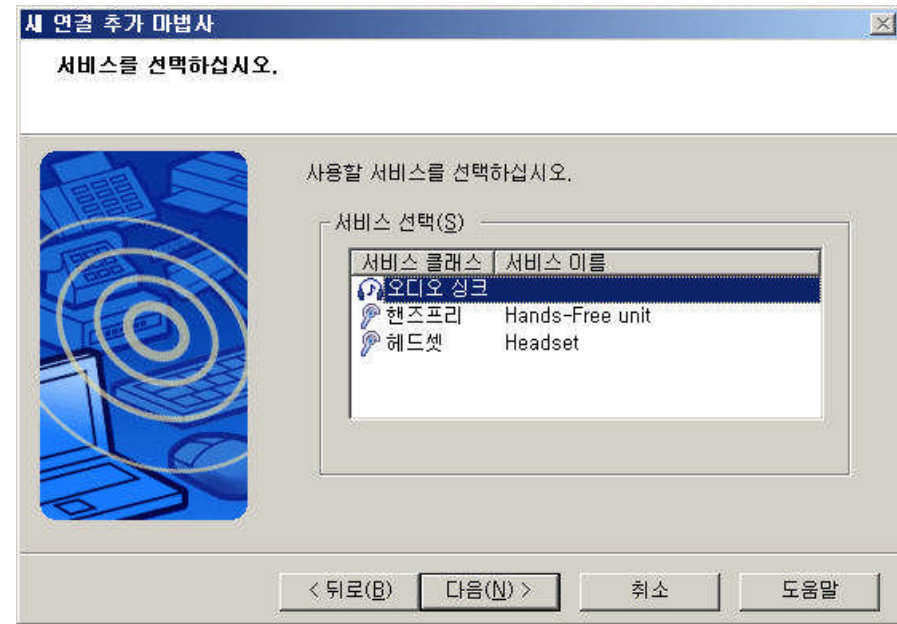 새 연결 추가 마법사
서비스를 선택하십시오.
사용할 서비스를 선택하십시오.
서비스 선택(S)
서비스 클래스 서비스 이름
오디오 싱크
핸즈프리 Hands-Free unit
헤드셋 Headset
< 뒤로(B) 다음(N) > 취소 도움말